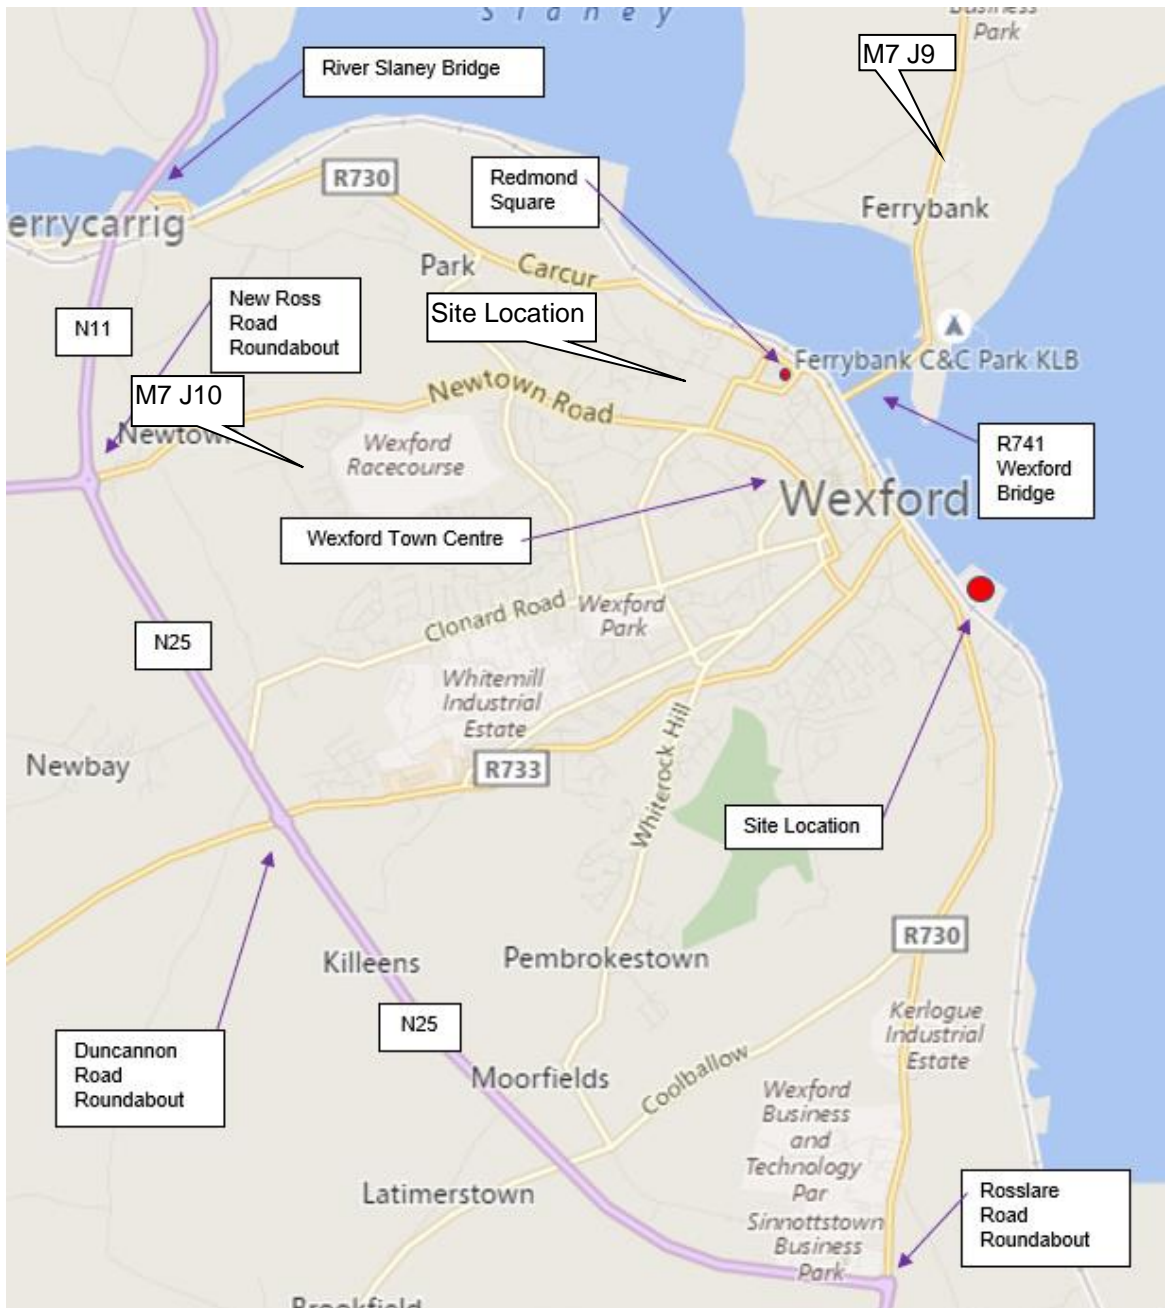 Slaney
Business
Park
M7 J9
River Slaney Bridge
R730
Redmond
Square
Ferrybank
errycarrig
Park
Carcur
New Ross
Road
Roundabout
Site Location
N11
Ferrybank C&C Park KLB
M7 J10
Newtown Road
Newtow
Wexford
Racecourse
R741
Wexford
Bridge
Wexford
Wexford Town Centre
Clonard Road
Wexford
Park
N25
Whitemill
Industrial
Estate
Newbay
R733
Whiterock Hill
Site Location
R730
Killeens
Pembrokestown
N25
Kerlogue
Industrial
Estate
Duncannon
Road
Roundabout
Moorfields
Coolballow
Wexford
Business
and
Technology
Par
Latimerstown
Rosslare
Road
Roundabout
Sinnottstown
Business
Park
Brookfield